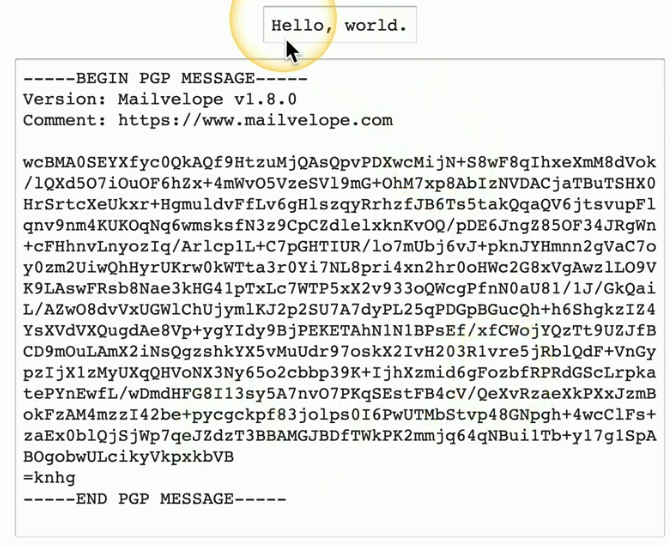 Hello, world.
-----BEGIN PGP MESSAGE-----
Version: Mailvelope v1.8.0
Comment: https://www.mailvelope.com
wcBMA0SEYXfyc0QkAQf9HtzuMjQAsQpvPDXwcMijN+S8wF8qIhxeXmM8dVok
/lQXd5O7iOuOF6hZx+4mWvO5VzeSVl9mG+OhM7xp8AbIzNVDACjaTBuTSHX0
HrSrtcXeUkxr+HgmuldvFfLv6gHlszqyRrhzfJB6Ts5takQqaQV6jtsvupFl
qnv9nm4KUKOqNq6wmsksfN3z9CpCZdlelxknKvOQ/pDE6JngZ85OF34JRgWn
+cFHhnvLnyozIq/Arlcp1L+C7pGHTIUR/lo7mUbj6vJ+pknJYHmnn2gVaC7o
y0zm2UiwQhHyrUKrw0kWTta3r0Yi7NL8pri4xn2hr0oHWc2G8xVgAwzlLO9V
K9LAswFRsb8Nae3kHG41pTxLc7WTP5xX2v933oQWcgPfnN0aU81/1J/GkQai
L/AZwO8dvVxUGWlChUjymlKJ2p2SU7A7dyPL25qPDGpBGucQh+h6ShgkzIZ4
YsXVdVXQugdAe8Vp+ygYIdy9BjPEKETAhN1N1BPsEf/xfCWojYQzTt9UZJfB
CD9mOuLAmX2iNsQgzshkYX5vMuUdr97oskX2IvH203R1vre5jRblQdF+VnGy
pzIjX1zMyUXqQHVoNX3Ny65o2cbbp39K+IjhXzmid6gFozbfRPRdGScLrpka
tePYnEwfL/wDmdHFG8I13sy5A7nvO7PKqSEstFB4cV/QeXvRzaeXkPXxJzmB
okFzAM4mzzI42be+pycgckpf83jolps0I6PwUTMbStvp48GNpgh+4wcClFs+
zaEx0blQjSjWp7qeJZdzT3BBAMGJBDfTWkPK2mmjq64qNBui1Tb+y17g1SpA
BOgobwULcikyVkpxkbVB
=knhg
-----END PGP MESSAGE-----